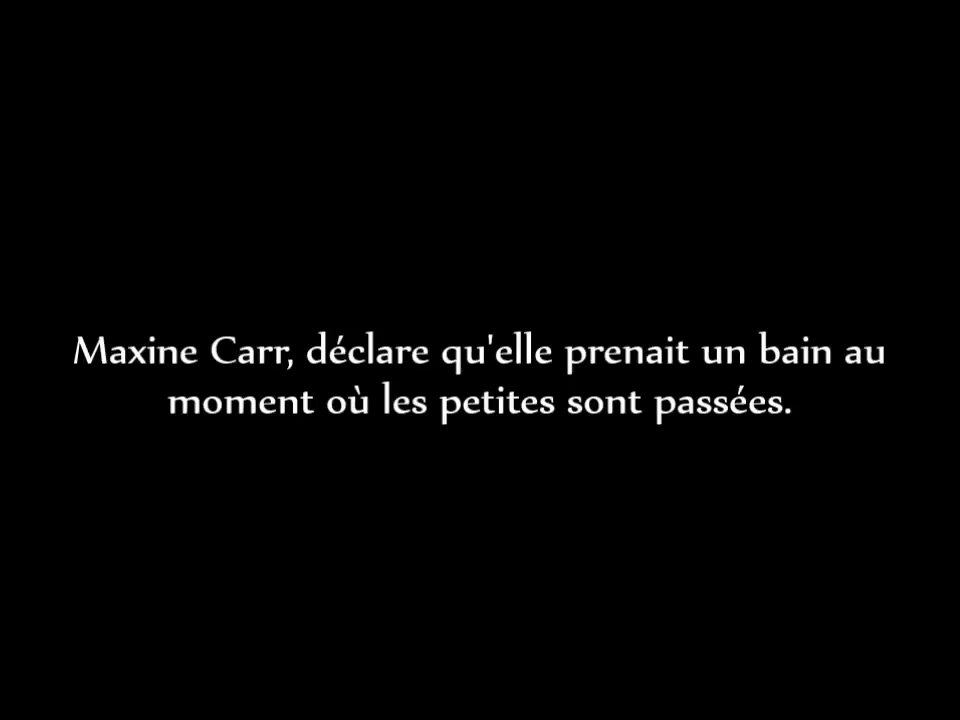 Maxine Carr, déclare qu'elle prenait un bain au
moment où les petites sont passées.